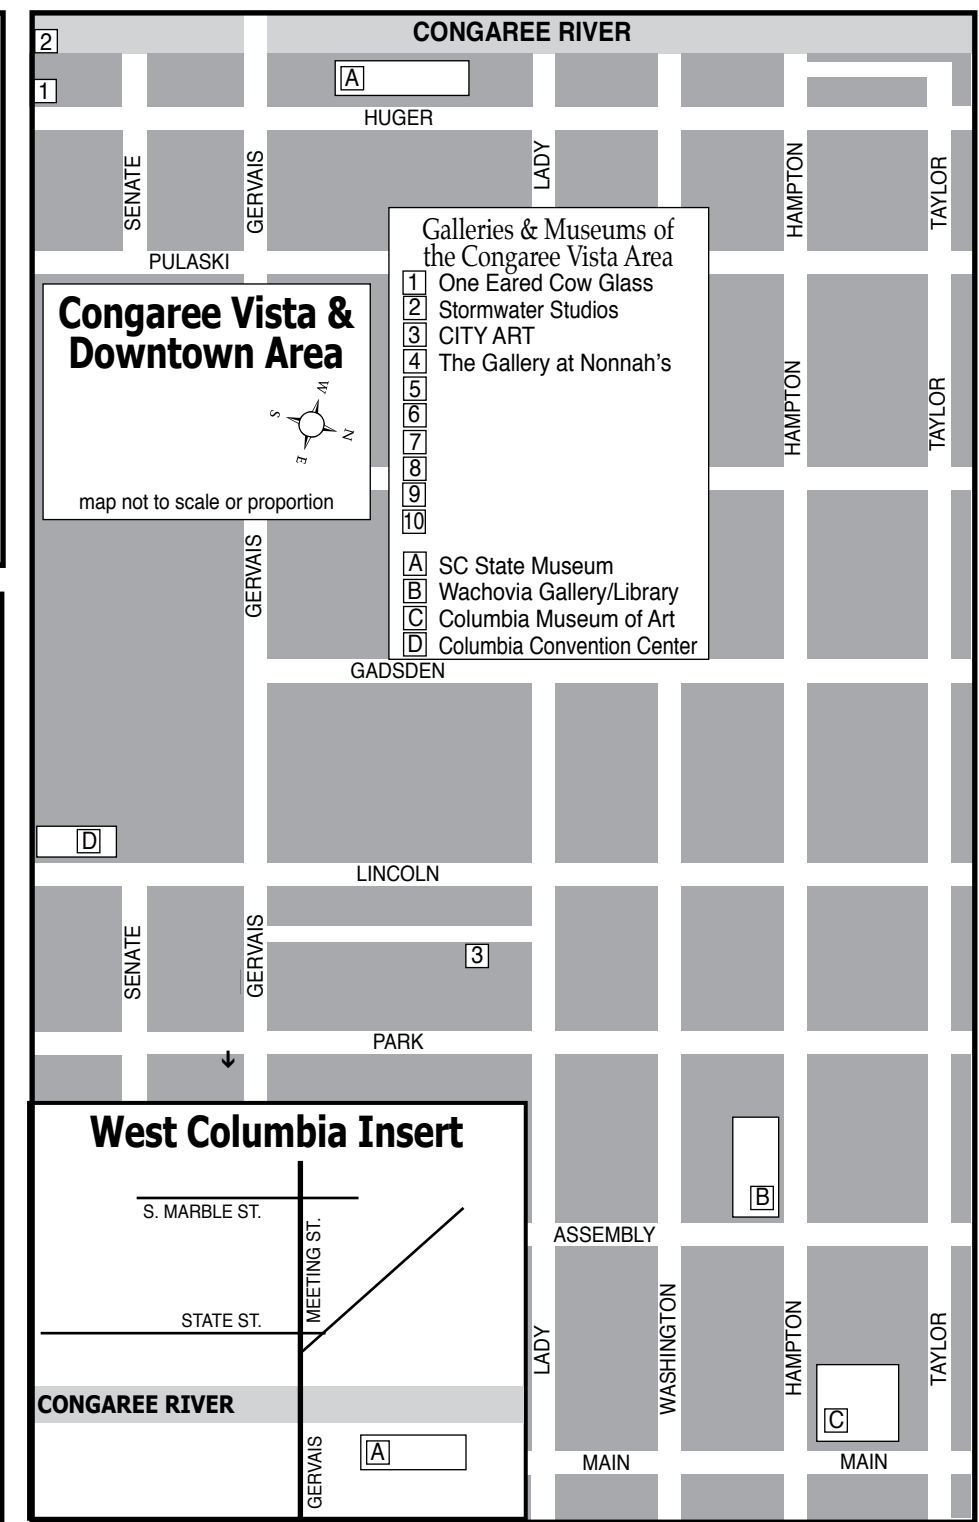 CONGAREE RIVER
2
A
1
HUGER
SENATE
GERVAIS
LADY
HAMPTON
TAYLOR
PULASKI
Galleries & Museums of
the Congaree Vista Area
1 One Eared Cow Glass
2 Stormwater Studios
3 CITY ART
4 The Gallery at Nonnah's
5
6
7
8
9
10
A SC State Museum
B Wachovia Gallery/Library
C Columbia Museum of Art
D Columbia Convention Center
Congaree Vista &
Downtown Area
W
S
N
E
map not to scale or proportion
HAMPTON
TAYLOR
GERVAIS
GADSDEN
D
LINCOLN
SENATE
GERVAIS
3
PARK
West Columbia Insert
S. MARBLE ST.
MEETING ST.
STATE ST.
CONGAREE RIVER
GERVAIS
A
B
ASSEMBLY
LADY
WASHINGTON
HAMPTON
TAYLOR
C
MAIN
MAIN